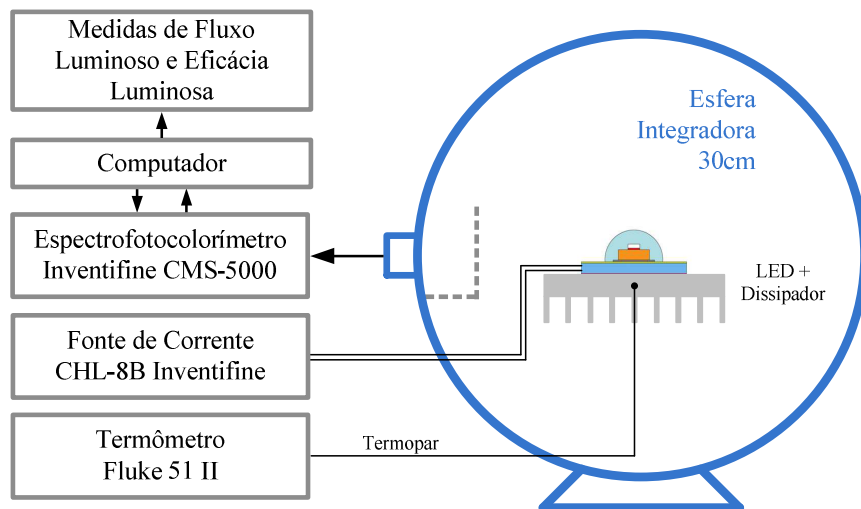 Medidas de Fluxo
Luminoso e Eficácia
Luminosa
Computador
Espectrofotocolorímetro
Inventifine CMS-5000
Fonte de Corrente
CHL-8B Inventifine
Termômetro
Fluke 51 II
Termopar
Esfera
Integradora
30cm
LED +
Dissipador